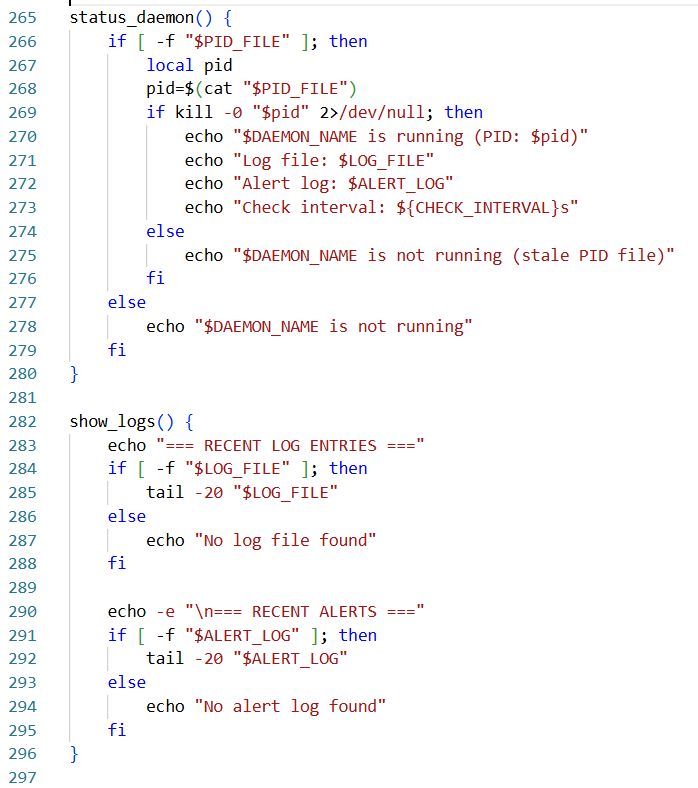 265 status_daemon() {
266     if [ -f "$PID_FILE" ]; then
267         local pid
268         pid=$(cat "$PID_FILE")
269         if kill -0 "$pid" 2>/dev/null; then
270             echo "$DAEMON_NAME is running (PID: $pid)"
271             echo "Log file: $LOG_FILE"
272             echo "Alert log: $ALERT_LOG"
273             echo "Check interval: ${CHECK_INTERVAL}s"
274         else
275             echo "$DAEMON_NAME is not running (stale PID file)"
276         fi
277     else
278         echo "$DAEMON_NAME is not running"
279     fi
280 }
281
282 show_logs() {
283     echo "=== RECENT LOG ENTRIES ==="
284     if [ -f "$LOG_FILE" ]; then
285         tail -20 "$LOG_FILE"
286     else
287         echo "No log file found"
288     fi
289
290     echo -e "\n=== RECENT ALERTS ==="
291     if [ -f "$ALERT_LOG" ]; then
292         tail -20 "$ALERT_LOG"
293     else
294         echo "No alert log found"
295     fi
296 }
297